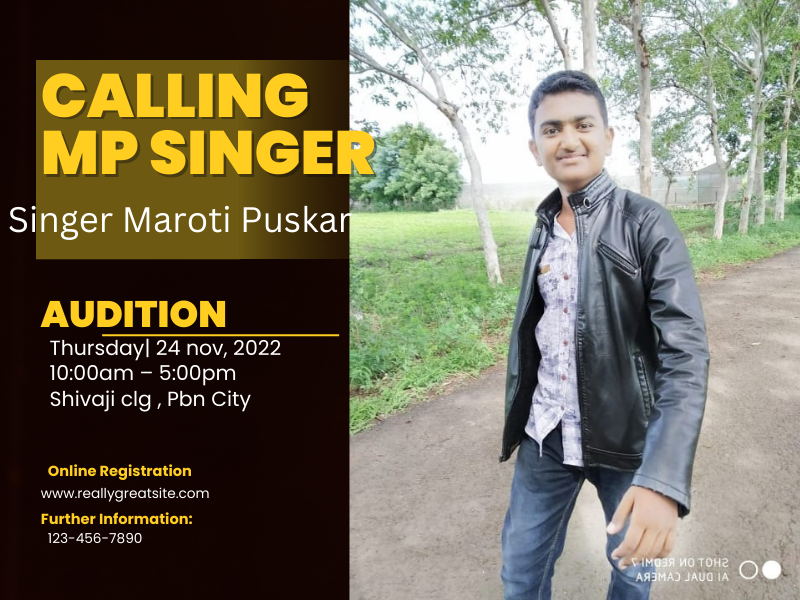 CALLING
MP SINGER
Singer Maroti Puskar
AUDITION
Thursday| 24 nov, 2022
10:00am – 5:00pm
Shivaji clg , Pbn City
Online Registration
www.reallygreatsite.com
Further Information:
123-456-7890
SHOT ON REDMI 7
AI DUAL CAMERA